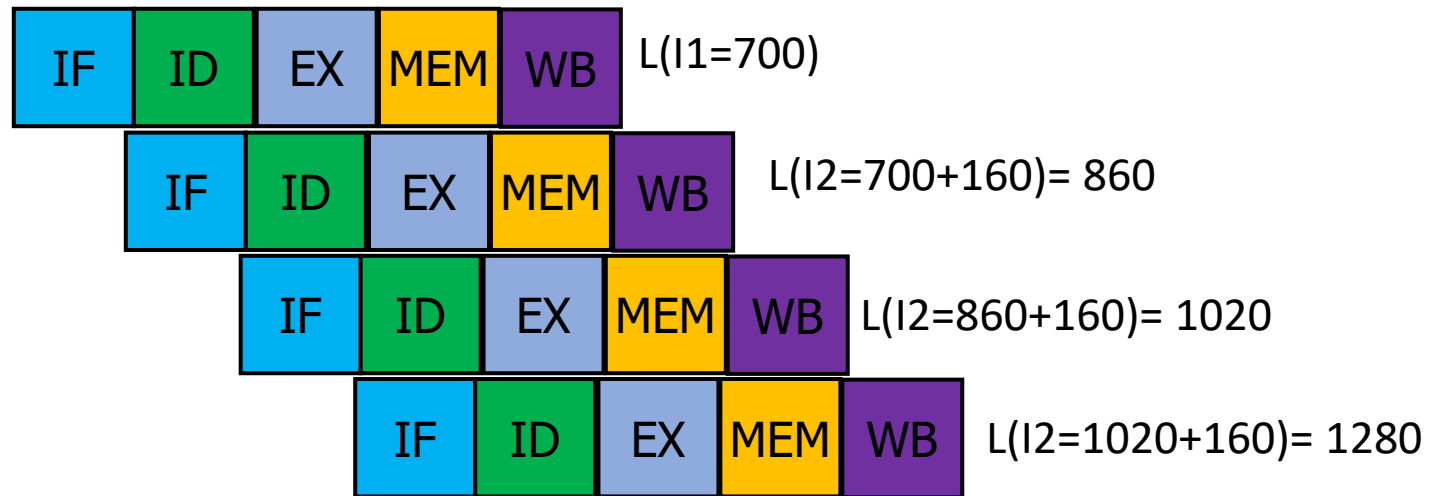 IF ID EX MEM WB L(I1=700)
IF ID EX MEM WB L(I2=700+160)= 860
IF ID EX MEM WB L(I2=860+160)= 1020
IF ID EX MEM WB L(I2=1020+160)= 1280